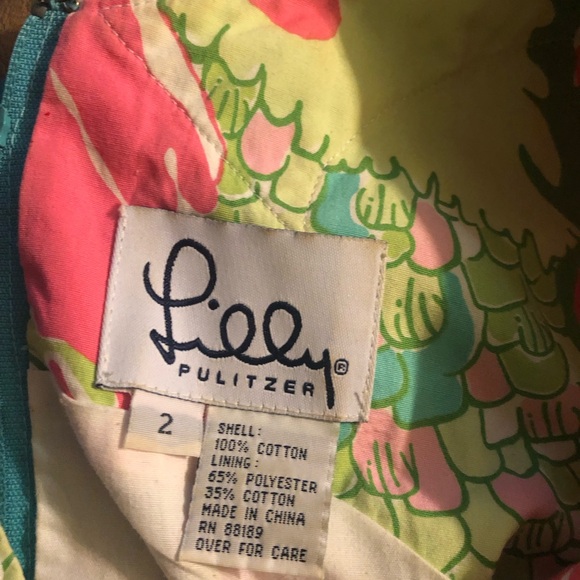 Lilly®
PULITZER
2
SHELL:
100% COTTON
LINING:
65% POLYESTER
35% COTTON
MADE IN CHINA
RN 88189
OVER FOR CARE